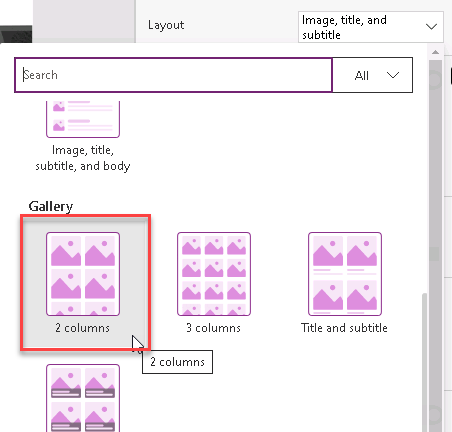 Layout
Image, title, and
subtitle
Search
All
Image, title,
subtitle, and body
Gallery
2 columns
3 columns
Title and subtitle
2 columns